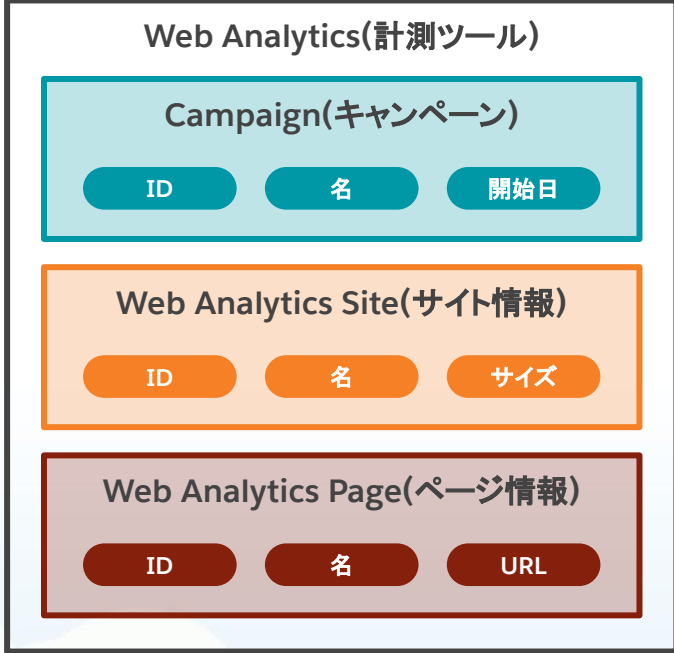 Web Analytics(計測ツール)
Campaign(キャンペーン)
ID 名 開始日
Web Analytics Site(サイト情報)
ID 名 サイズ
Web Analytics Page(ページ情報)
ID 名 URL